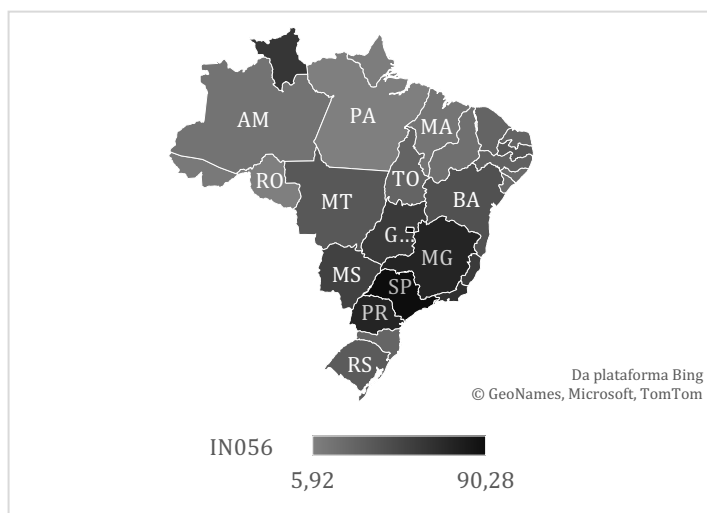 AM
PA
MA
RO
TO
MT
BA
G...
MG
MS
SP
PR
RS
Da plataforma Bing
© GeoNames, Microsoft, TomTom
IN056
5,92 90,28